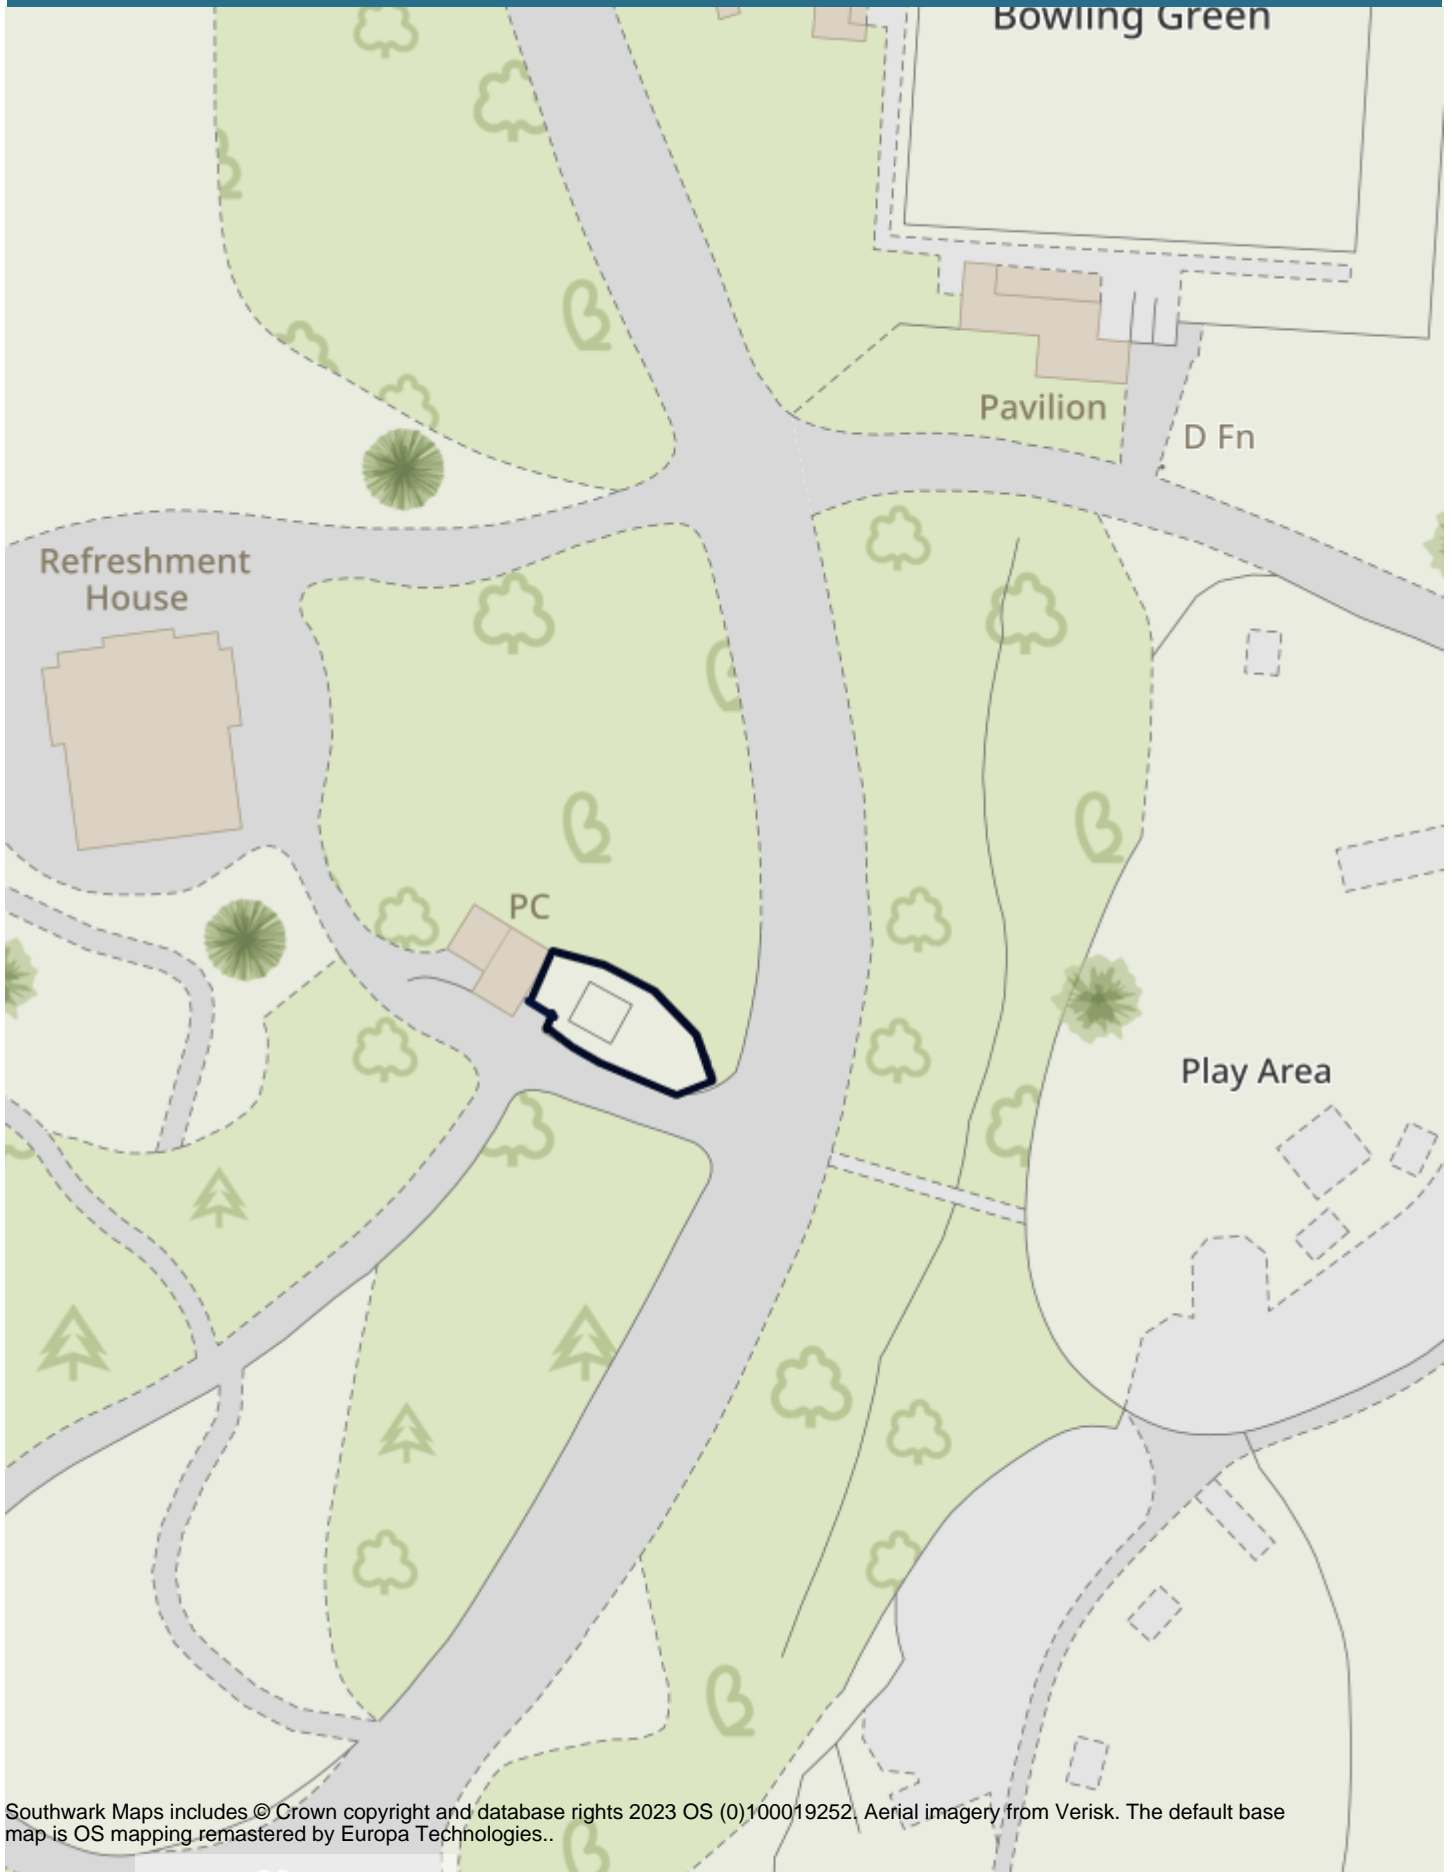 Bowling Green
Pavilion
D Fn
Refreshment
House
PC
Play Area
Southwark Maps includes © Crown copyright and database rights 2023 OS (0)100019252. Aerial imagery from Verisk. The default base
map is OS mapping remastered by Europa Technologies..